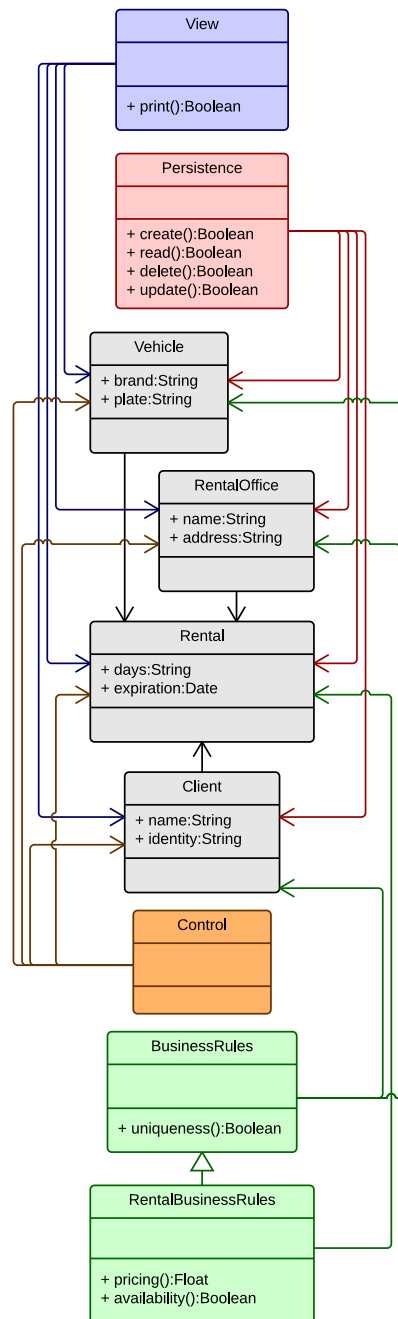 View
+ print():Boolean
Persistence
+ create():Boolean
+ read():Boolean
+ delete():Boolean
+ update():Boolean
Vehicle
+ brand:String
+ plate:String
RentalOffice
+ name:String
+ address:String
Rental
+ days:String
+ expiration:Date
Client
+ name:String
+ identity:String
Control
BusinessRules
+ uniqueness():Boolean
RentalBusinessRules
+ pricing():Float
+ availability():Boolean